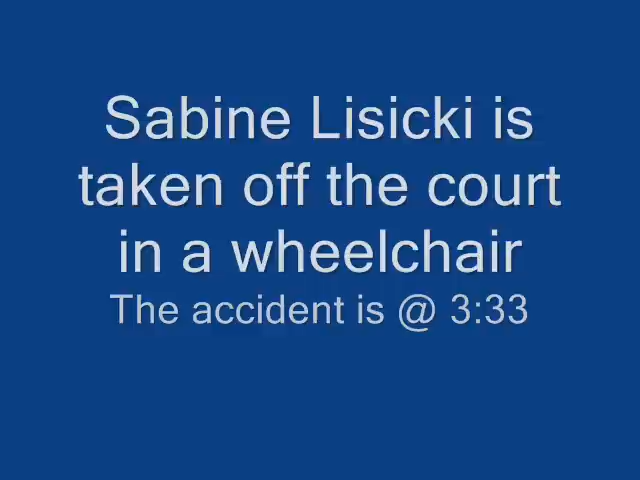 Sabine Lisicki is
taken off the court
in a wheelchair
The accident is @ 3:33